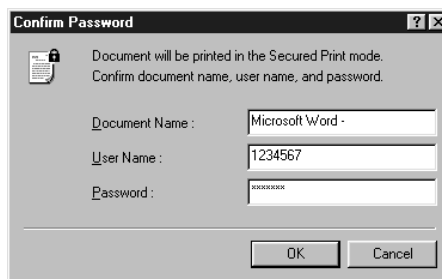 Confirm Password
Document will be printed in the Secured Print mode.
Confirm document name, user name, and password.
Document Name : Microsoft Word -
User Name : 1234567
Password : *******
OK Cancel